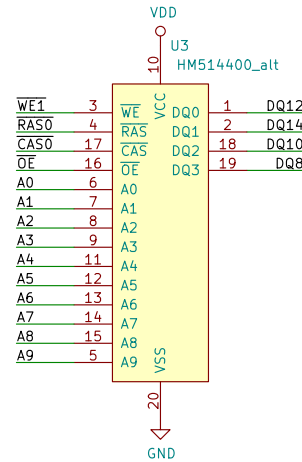 VDD
U3
HM514400_alt
10
VCC
WE1 3 WE DQ0 1 DQ12
RAS0 4 RAS DQ1 2 DQ14
CAS0 17 CAS DQ2 18 DQ10
OE 16 OE DQ3 19 DQ8
A0 6 A0
A1 7 A1
A2 8 A2
A3 9 A3
A4 11 A4
A5 12 A5
A6 13 A6
A7 14 A7
A8 15 A8
A9 5 A9
VSS
20
GND